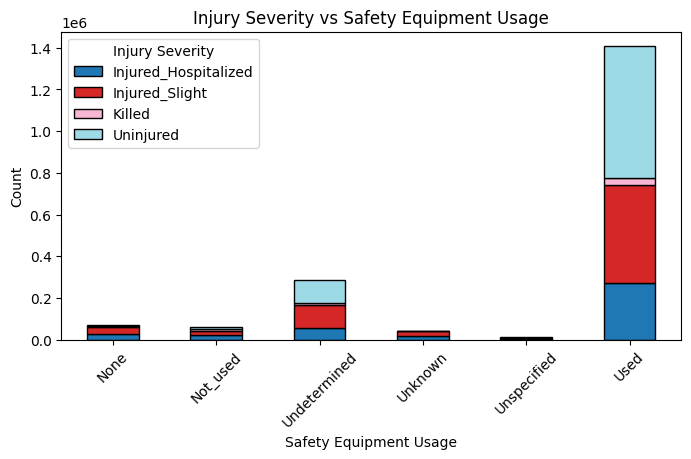 Injury Severity vs Safety Equipment Usage
1e6
Injury Severity
Injured_Hospitalized
Injured_Slight
Killed
Uninjured
Count
1.4
1.2
1.0
0.8
0.6
0.4
0.2
0.0
None
Not_used
Undetermined
Unknown
Unspecified
Used
Safety Equipment Usage